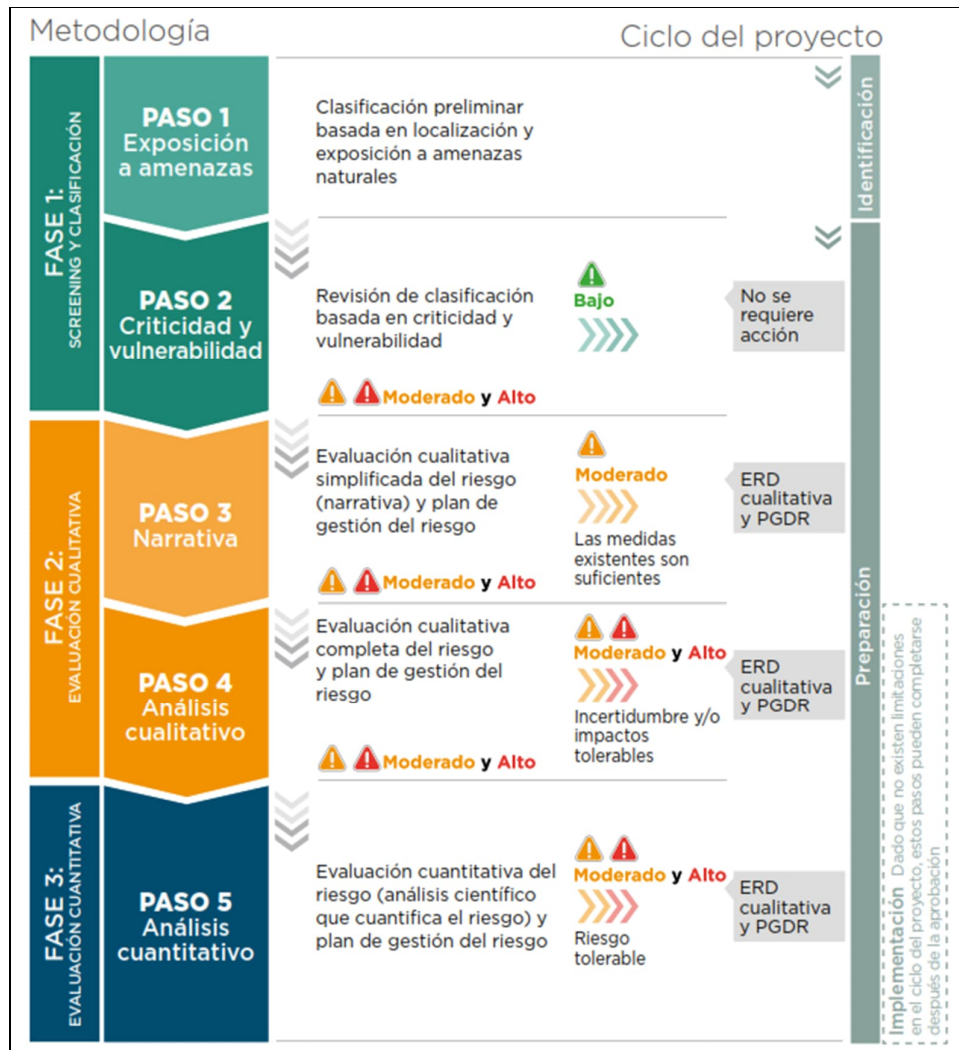 Metodología
Ciclo del proyecto
FASE 1:
SCREENING Y CLASIFICACIÓN
PASO 1
Exposición
a amenazas
Clasificación preliminar
basada en localización y
exposición a amenazas
naturales
Identificación
PASO 2
Criticidad y
vulnerabilidad
Revisión de clasificación
basada en criticidad y
vulnerabilidad
Bajo
No se
requiere
acción
Moderado y Alto
FASE 2:
EVALUACIÓN CUALITATIVA
PASO 3
Narrativa
Evaluación cualitativa
simplificada del riesgo
(narrativa) y plan de
gestión del riesgo
Moderado
Las medidas
existentes son
suficientes
ERD
cualitativa
y PGDR
Moderado y Alto
Preparación
PASO 4
Análisis
cualitativo
Evaluación cualitativa
completa del riesgo
y plan de gestión del
riesgo
Moderado y Alto
Incertidumbre y/o
impactos
tolerables
ERD
cualitativa
y PGDR
Moderado y Alto
FASE 3:
EVALUACIÓN CUANTITATIVA
PASO 5
Análisis
cuantitativo
Evaluación cuantitativa del
riesgo (análisis científico
que cuantifica el riesgo) y
plan de gestión del riesgo
Moderado y Alto
Riesgo
tolerable
ERD
cualitativa
y PGDR
Implementación Dado que no existen limitaciones
en el ciclo del proyecto, estos pasos pueden completarse
después de la aprobación